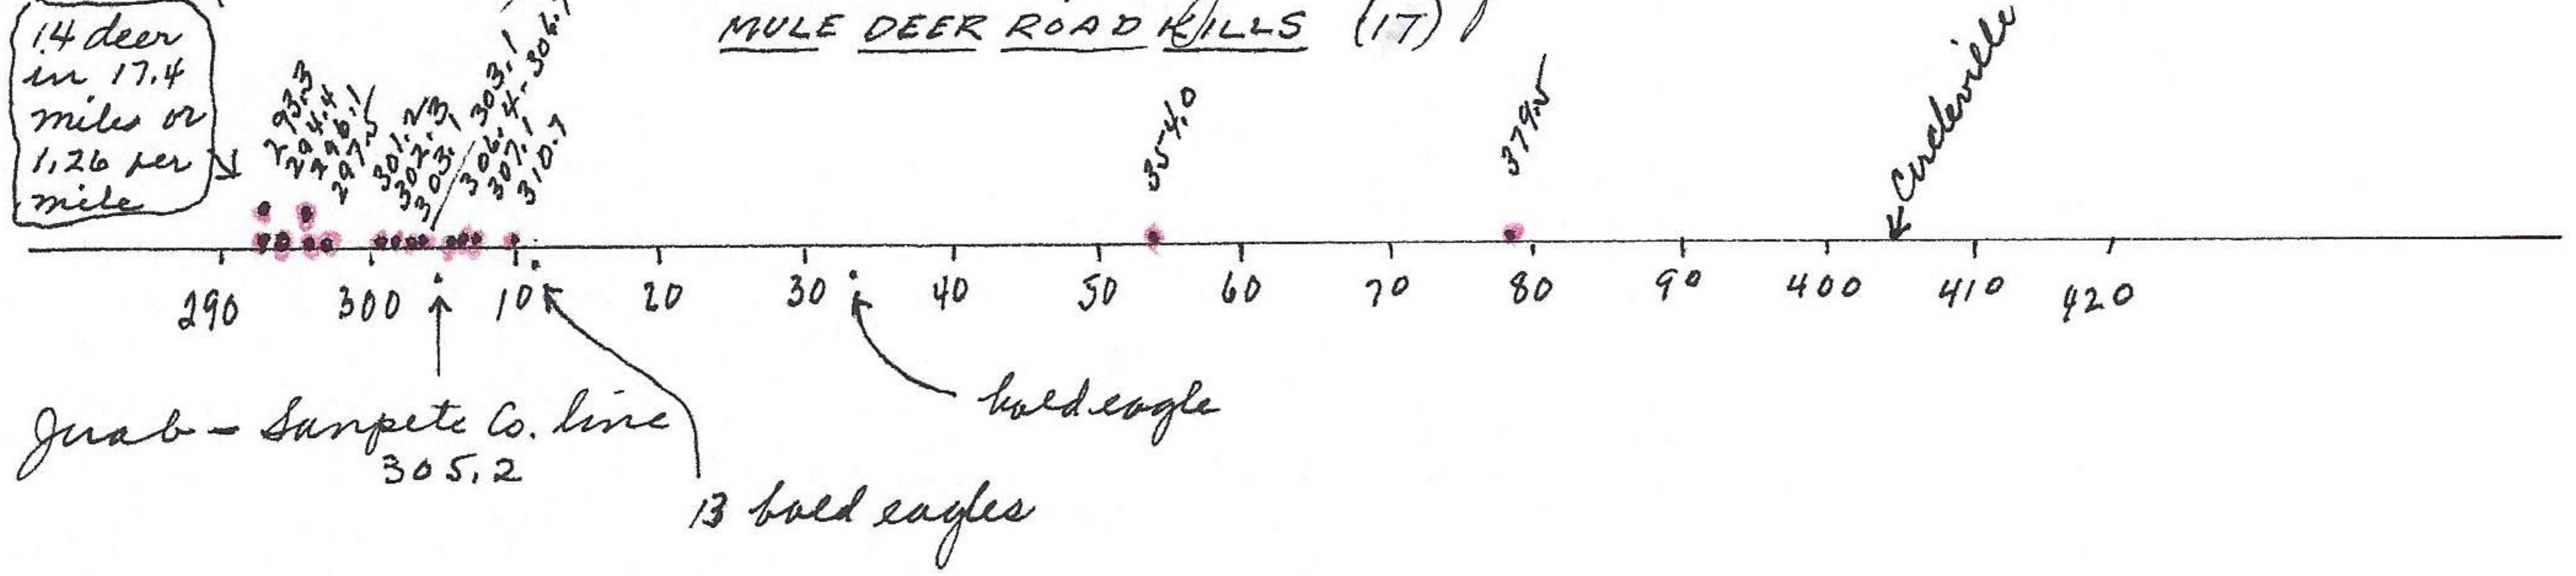 MULE DEER ROAD KILLS (17)
14 deer
in 17.4
miles or
1.26 per
mile
293.3
294.4
296.1
297.5
301.2
302.3
303.1
303.1
306.4-306.7
307.1
310.7
354.0
379.5
Circleville
290 300 10 20 30 40 50 60 70 80 90 400 410 420
Juab - Sanpete Co. line
305.2
bald eagle
13 bald eagles